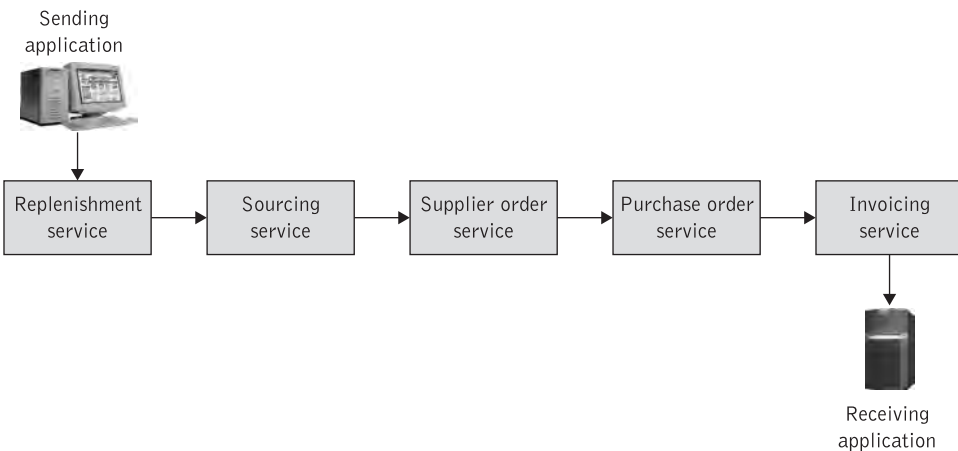 Sending
application
Replenishment
service
Sourcing
service
Supplier order
service
Purchase order
service
Invoicing
service
Receiving
application